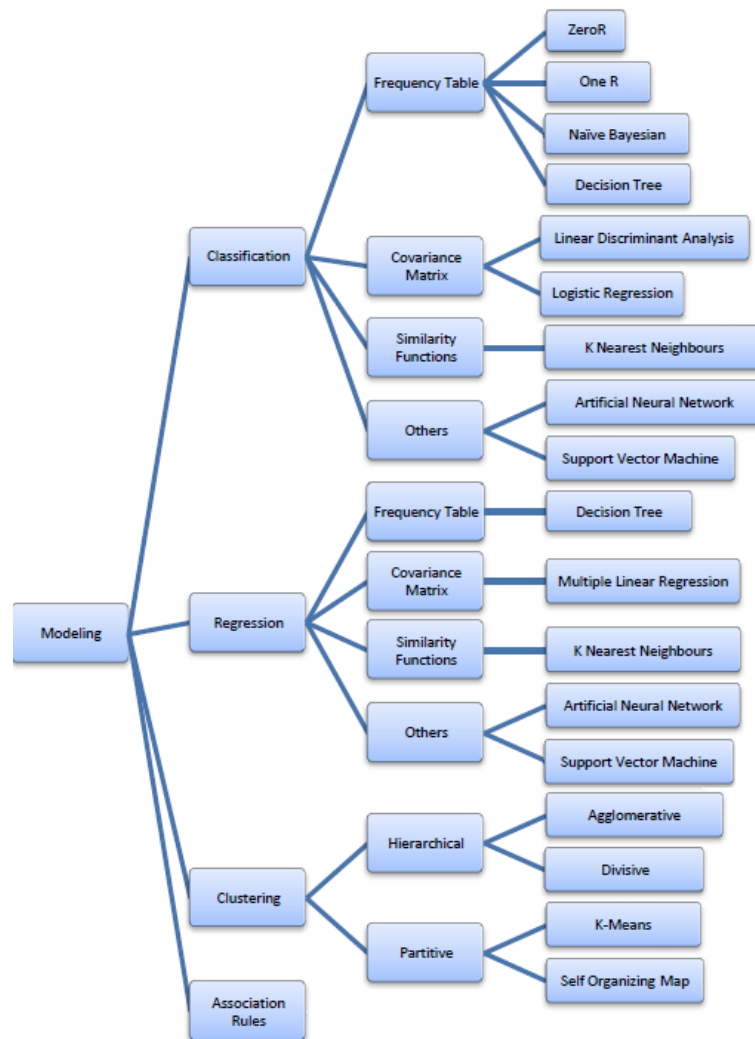 ZeroR
Frequency Table
One R
Naïve Bayesian
Decision Tree
Classification
Linear Discriminant Analysis
Covariance
Matrix
Logistic Regression
Similarity
Functions
K Nearest Neighbours
Others
Artificial Neural Network
Support Vector Machine
Modeling
Regression
Frequency Table
Decision Tree
Covariance
Matrix
Multiple Linear Regression
Similarity
Functions
K Nearest Neighbours
Others
Artificial Neural Network
Support Vector Machine
Clustering
Hierarchical
Agglomerative
Divisive
Partitive
K-Means
Self Organizing Map
Association
Rules